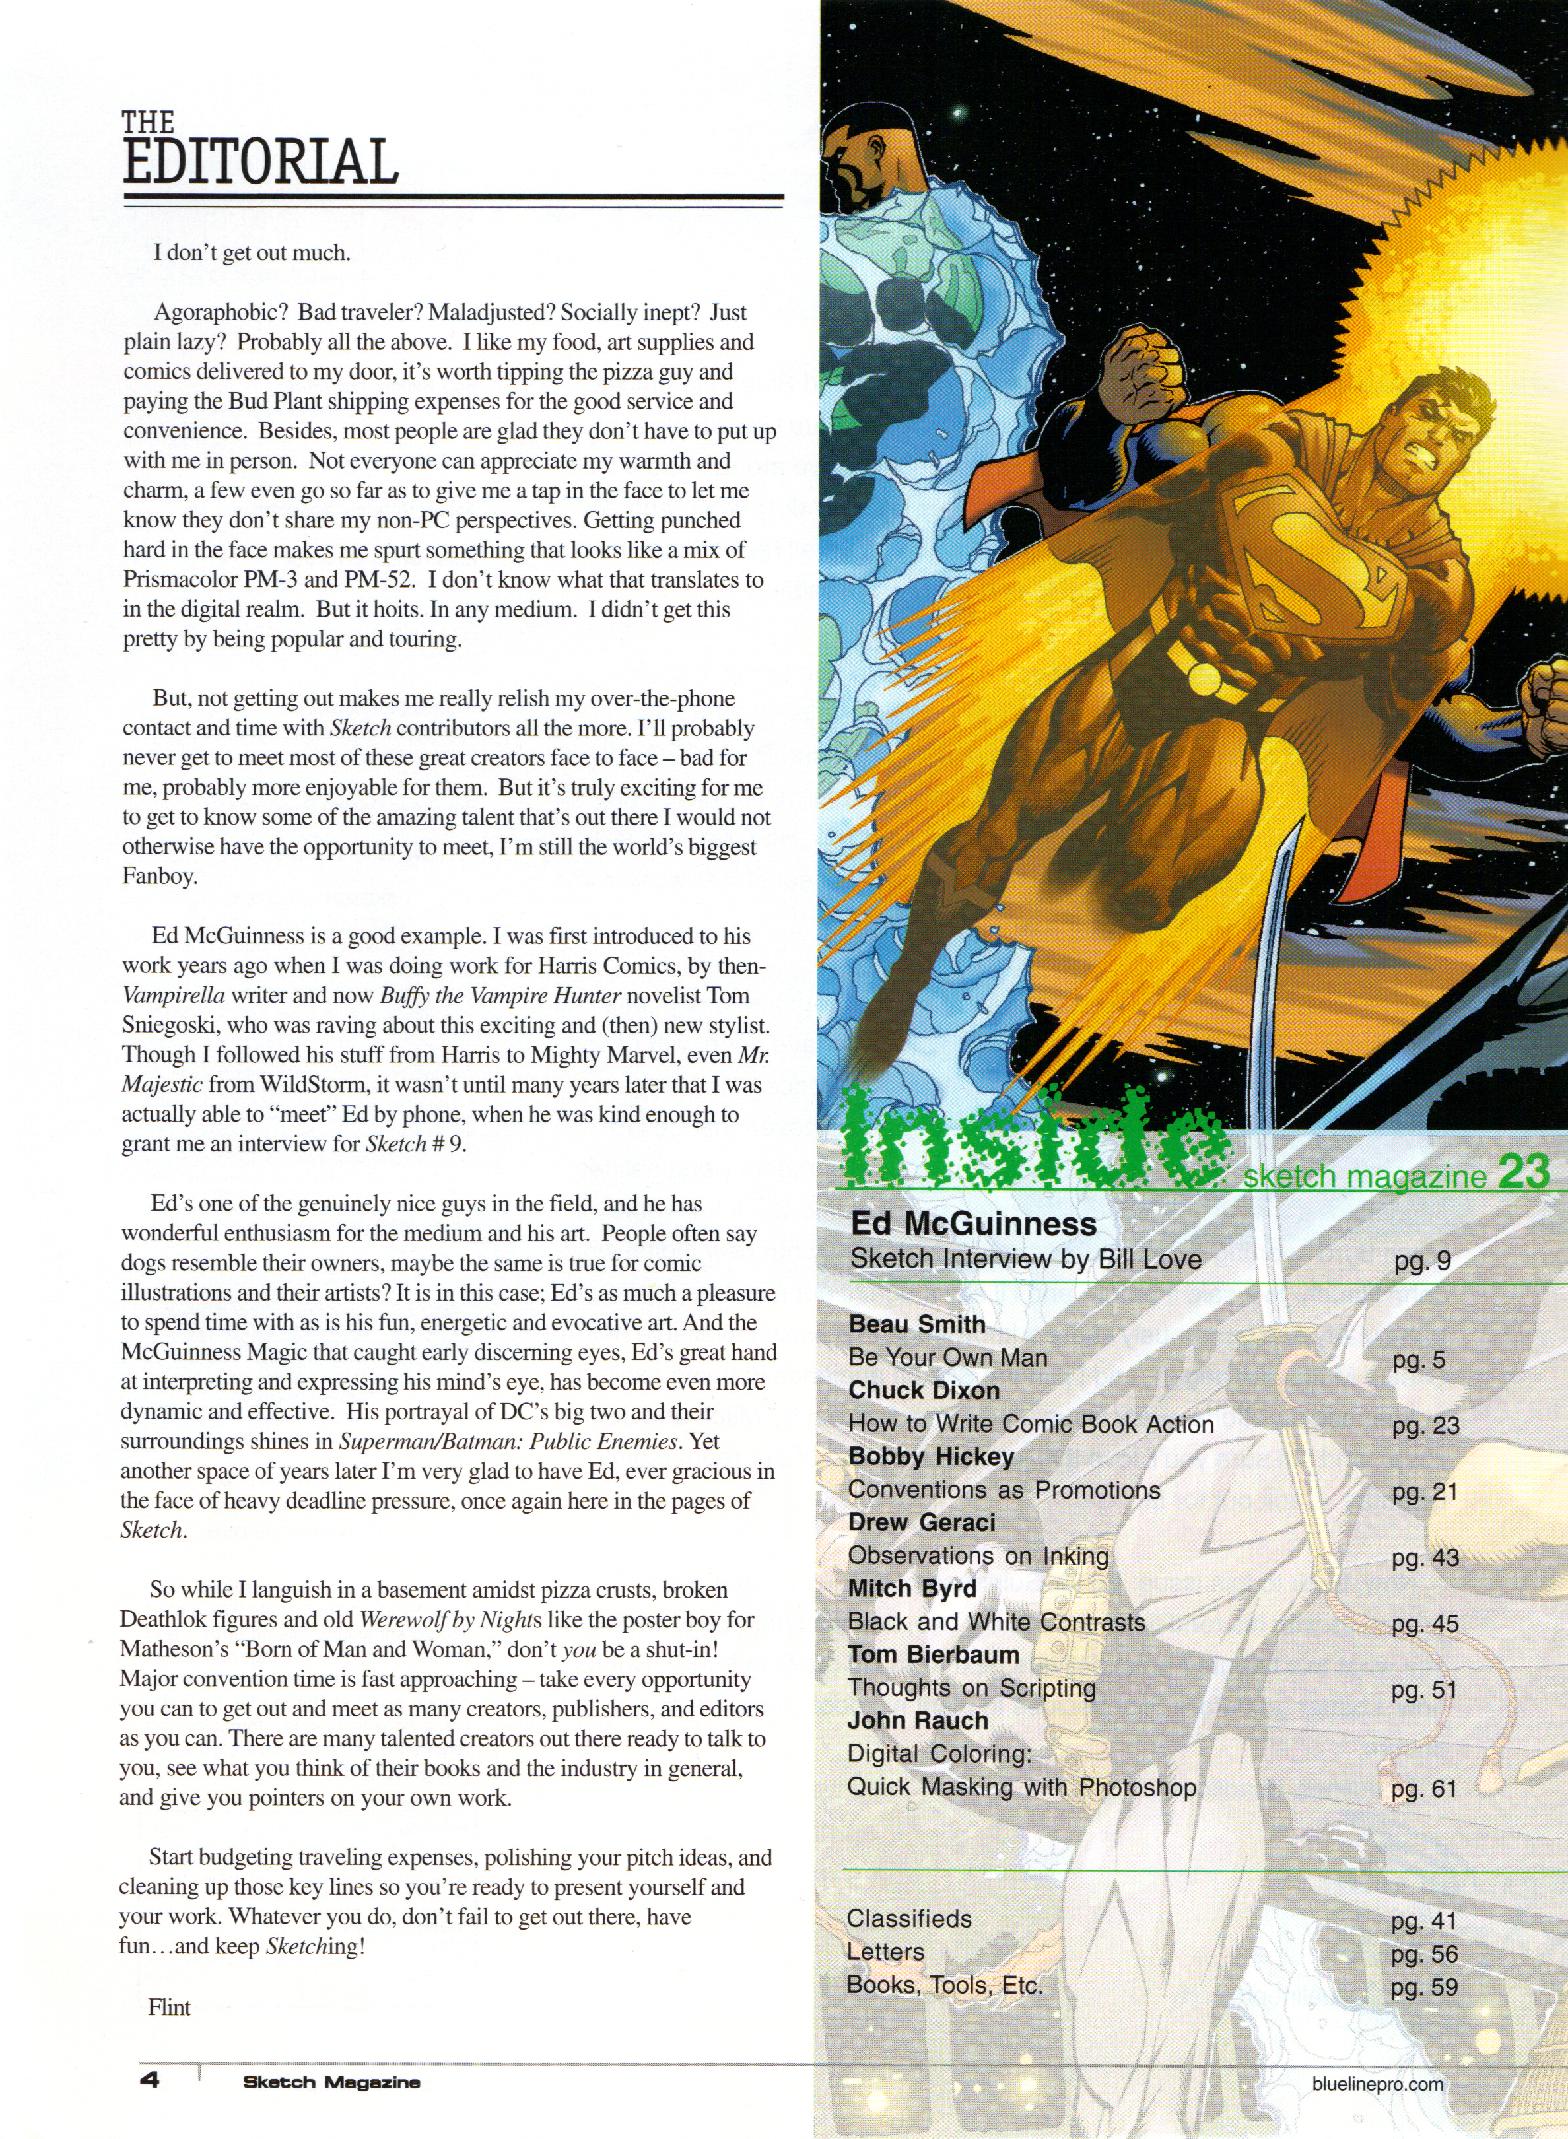 THE
EDITORIAL
I don't get out much.
Agoraphobic? Bad traveler? Maladjusted? Socially inept? Just
plain lazy? Probably all the above. I like my food, art supplies and
comics delivered to my door, it's worth tipping the pizza guy and
paying the Bud Plant shipping expenses for the good service and
convenience. Besides, most people are glad they don't have to put up
with me in person. Not everyone can appreciate my warmth and
charm, a few even go so far as to give me a tap in the face to let me
know they don't share my non-PC perspectives. Getting punched
hard in the face makes me spurt something that looks like a mix of
Prismacolor PM-3 and PM-52. I don't know what that translates to
in the digital realm. But it hoits. In any medium. I didn't get this
pretty by being popular and touring.
But, not getting out makes me really relish my over-the-phone
contact and time with Sketch contributors all the more. I'll probably
never get to meet most of these great creators face to face – bad for
me, probably more enjoyable for them. But it's truly exciting for me
to get to know some of the amazing talent that's out there I would not
otherwise have the opportunity to meet, I'm still the world's biggest
Fanboy.
Ed McGuinness is a good example. I was first introduced to his
work years ago when I was doing work for Harris Comics, by then-
Vampirella writer and now Buffy the Vampire Hunter novelist Tom
Sniegoski, who was raving about this exciting and (then) new stylist.
Though I followed his stuff from Harris to Mighty Marvel, even Mr.
Majestic from WildStorm, it wasn't until many years later that I was
actually able to "meet" Ed by phone, when he was kind enough to
grant me an interview for Sketch # 9.
Ed's one of the genuinely nice guys in the field, and he has
wonderful enthusiasm for the medium and his art. People often say
dogs resemble their owners, maybe the same is true for comic
illustrations and their artists? It is in this case; Ed's as much a pleasure
to spend time with as is his fun, energetic and evocative art. And the
McGuinness Magic that caught early discerning eyes, Ed's great hand
at interpreting and expressing his mind's eye, has become even more
dynamic and effective. His portrayal of DC's big two and their
surroundings shines in Superman/Batman: Public Enemies. Yet
another space of years later I'm very glad to have Ed, ever gracious in
the face of heavy deadline pressure, once again here in the pages of
Sketch.
So while I languish in a basement amidst pizza crusts, broken
Deathlok figures and old Werewolf by Nights like the poster boy for
Matheson's "Born of Man and Woman," don't you be a shut-in!
Major convention time is fast approaching – take every opportunity
you can to get out and meet as many creators, publishers, and editors
as you can. There are many talented creators out there ready to talk to
you, see what you think of their books and the industry in general,
and give you pointers on your own work.
Start budgeting traveling expenses, polishing your pitch ideas, and
cleaning up those key lines so you're ready to present yourself and
your work. Whatever you do, don't fail to get out there, have
fun...and keep Sketching!
Flint
4 Sketch Magazine
S
Inside sketch magazine 23
Ed McGuinness
Sketch Interview by Bill Love pg. 9
Beau Smith
Be Your Own Man pg. 5
Chuck Dixon
How to Write Comic Book Action pg. 23
Bobby Hickey
Conventions as Promotions pg. 21
Drew Geraci
Observations on Inking pg. 43
Mitch Byrd
Black and White Contrasts pg. 45
Tom Bierbaum
Thoughts on Scripting pg. 51
John Rauch
Digital Coloring:
Quick Masking with Photoshop pg. 61
Classifieds pg. 41
Letters pg. 56
Books, Tools, Etc. pg. 59
bluelinepro.com